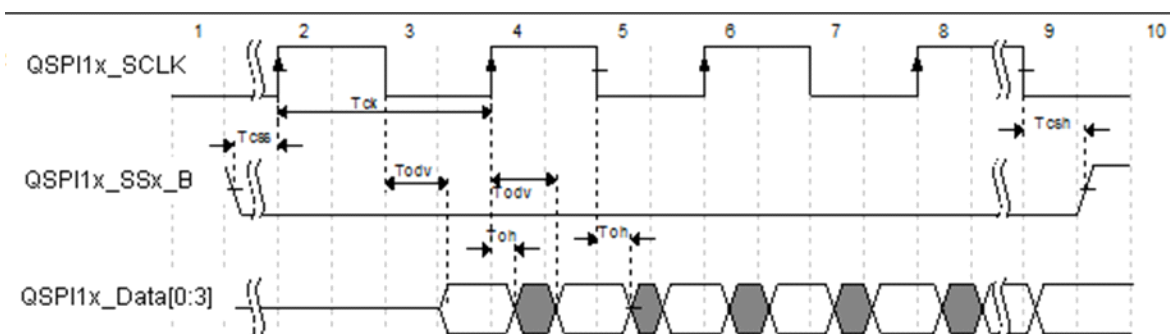 1 2 3 4 5 6 7 8 9 10
QSPI1x_SCLK
Tck
Tcss Tcsh
QSPI1x_SSx_B
Todv Todv
Toh Toh
QSPI1x_Data[0:3]